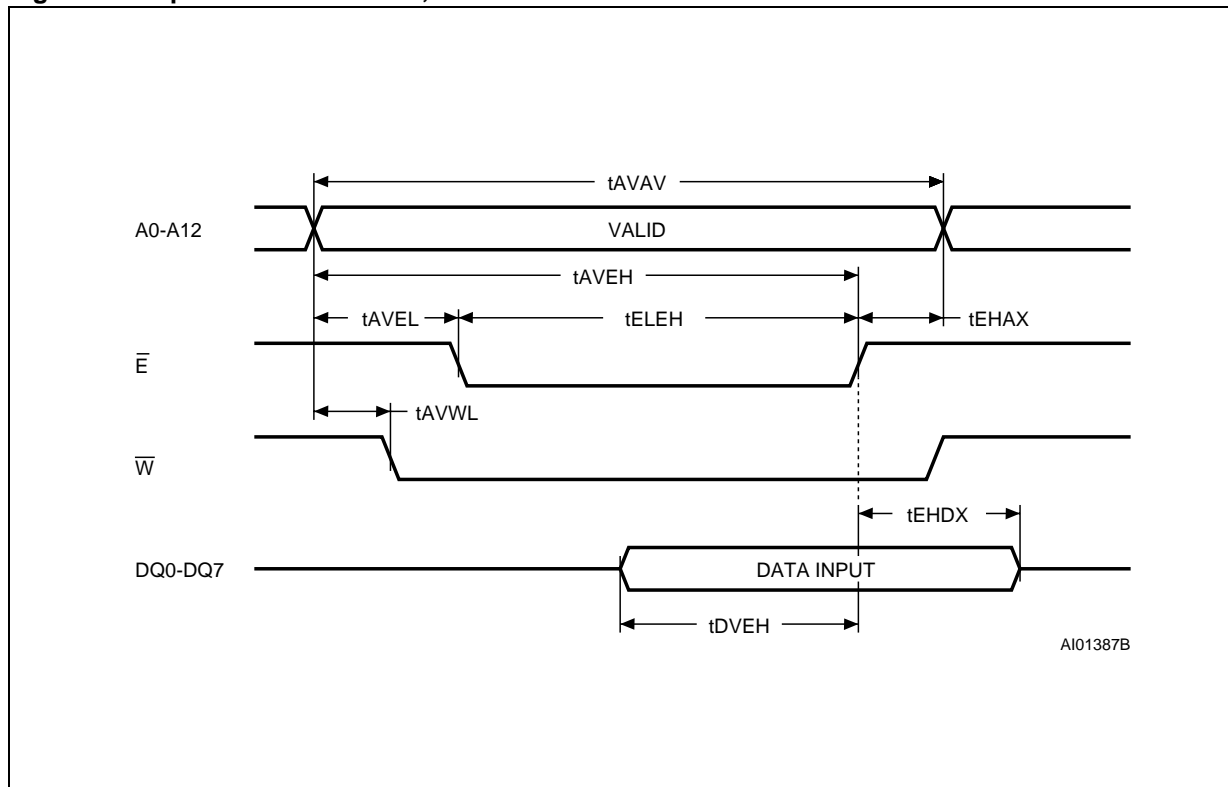 tAVAV
A0-A12
VALID
tAVEH
tAVEL
tELEH
tEHAX
E̅
tAVWL
W̅
tEHDX
DQ0-DQ7
DATA INPUT
tDVEH
AI01387B